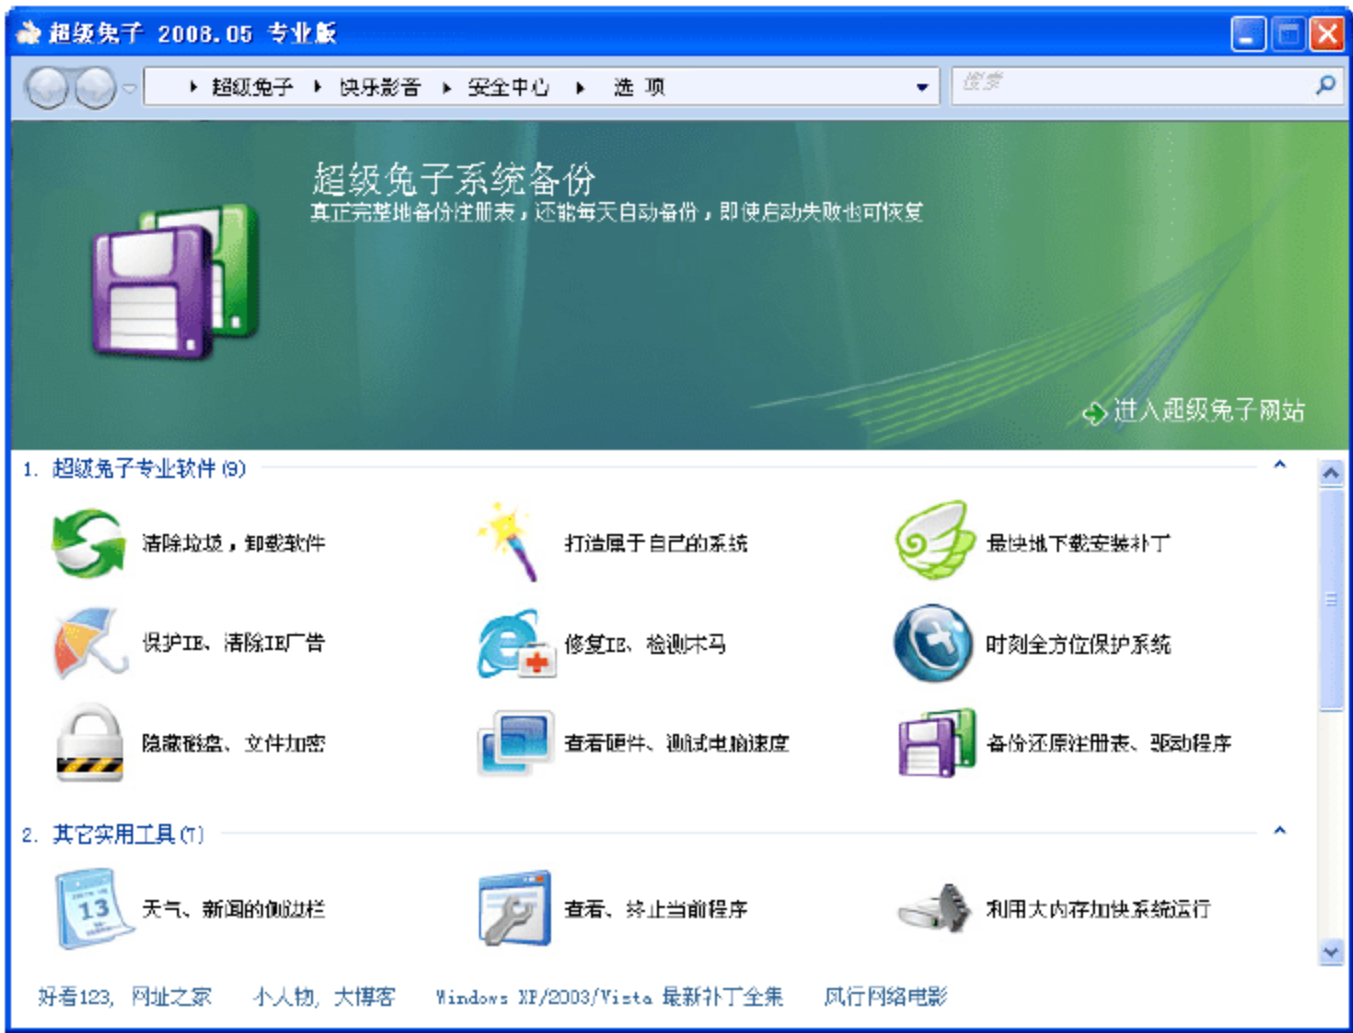 超级兔子 2008.05 专业版
超级兔子 快乐影音 安全中心 选 项
搜索
超级兔子系统备份
真正完整地备份注册表，还能每天自动备份，即使启动失败也可恢复
进入超级兔子网站
1. 超级兔子专业软件(9)
清除垃圾，卸载软件 打造属于自己的系统 最快地下载安装补丁
保护IE、清除IE广告 修复IE、检测木马 时刻全方位保护系统
隐藏磁盘、文件加密 查看硬件、测试电脑速度 备份还原注册表、驱动程序
2. 其它实用工具(7)
13
天气、新闻的侧边栏 查看、终止当前程序 利用大内存加快系统运行
好看123, 网址之家 小人物, 大博客 Windows XP/2003/Vista 最新补丁全集 风行网络电影